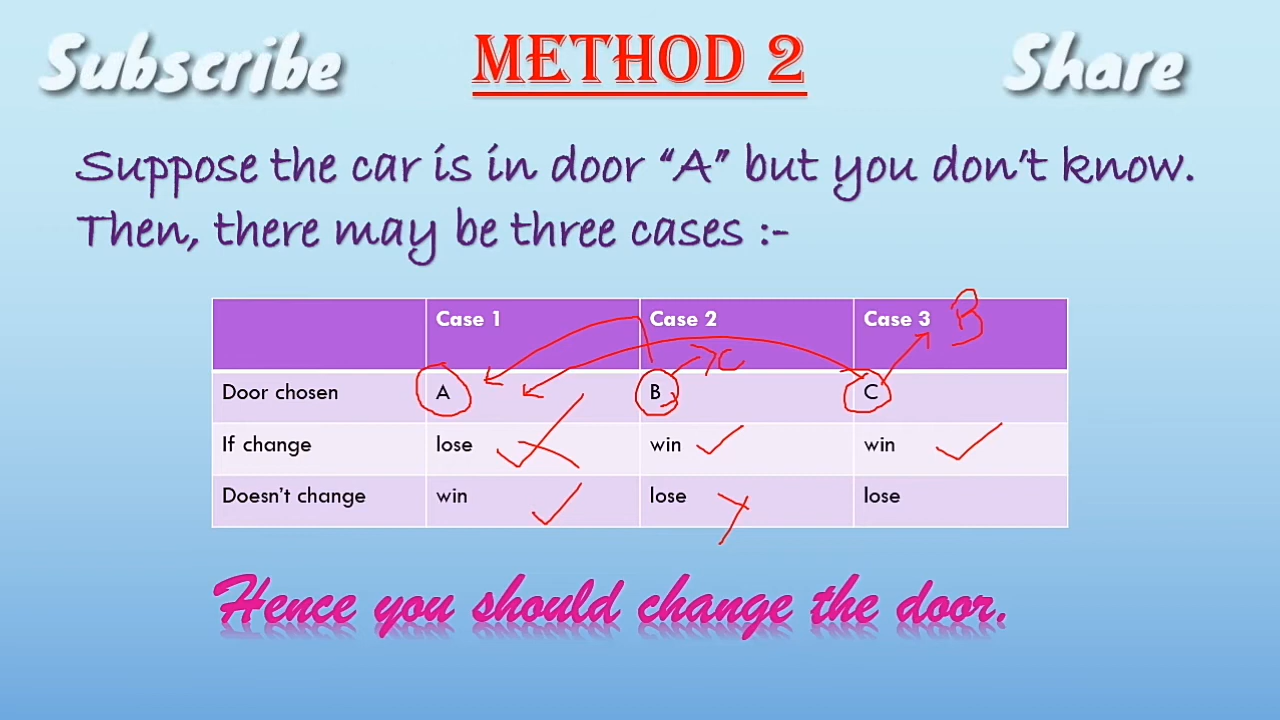 Subscribe METHOD 2 Share
Suppose the car is in door “A” but you don’t know.
Then, there may be three cases :-
Case 1 Case 2 Case 3 B
C
Door chosen A B C
If change lose win win
Doesn’t change win lose lose
Hence you should change the door.